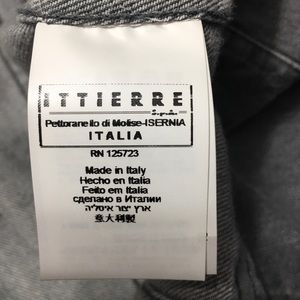 ITTIERRE
S.p.A.
Pettoranello di Molise-ISERNIA
ITALIA
RN 125723
Made in Italy
Hecho en Italia
Feito em Italia
сделано в Италии
ארץ יצור איטליה
意大利製